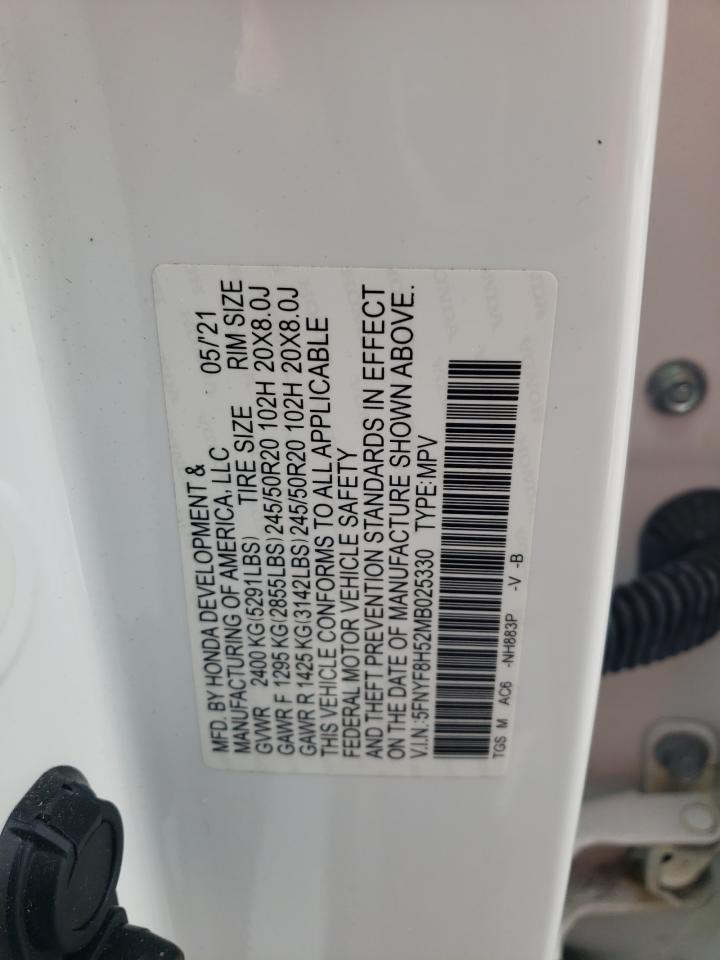 MFD. BY HONDA DEVELOPMENT &
MANUFACTURING OF AMERICA, LLC 05/'21
GVWR 2400 KG(5291LBS) TIRE SIZE RIM SIZE
GAWR F 1295 KG(2855LBS)245/50R20 102H 20X8.0J
GAWR R 1425 KG(3142LBS)245/50R20 102H 20X8.0J
THIS VEHICLE CONFORMS TO ALL APPLICABLE
FEDERAL MOTOR VEHICLE SAFETY
AND THEFT PREVENTION STANDARDS IN EFFECT
ON THE DATE OF MANUFACTURE SHOWN ABOVE.
V.I.N.:5FNYF8H52MB025330 TYPE:MPV
TGS M AC6 -NH883P -V -B